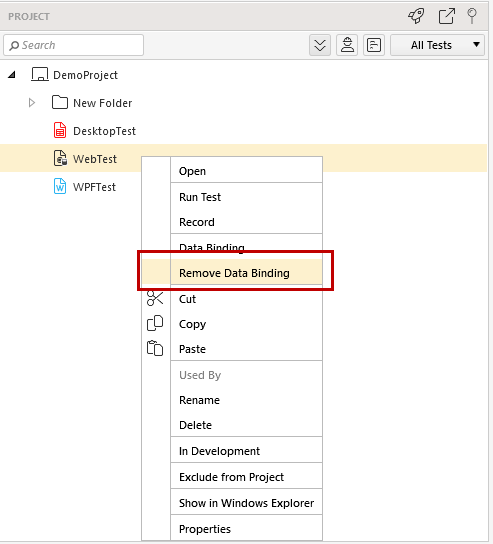 PROJECT
Search
All Tests
DemoProject
New Folder
DesktopTest
WebTest
WPFTest
Open
Run Test
Record
Data Binding
Remove Data Binding
Cut
Copy
Paste
Used By
Rename
Delete
In Development
Exclude from Project
Show in Windows Explorer
Properties